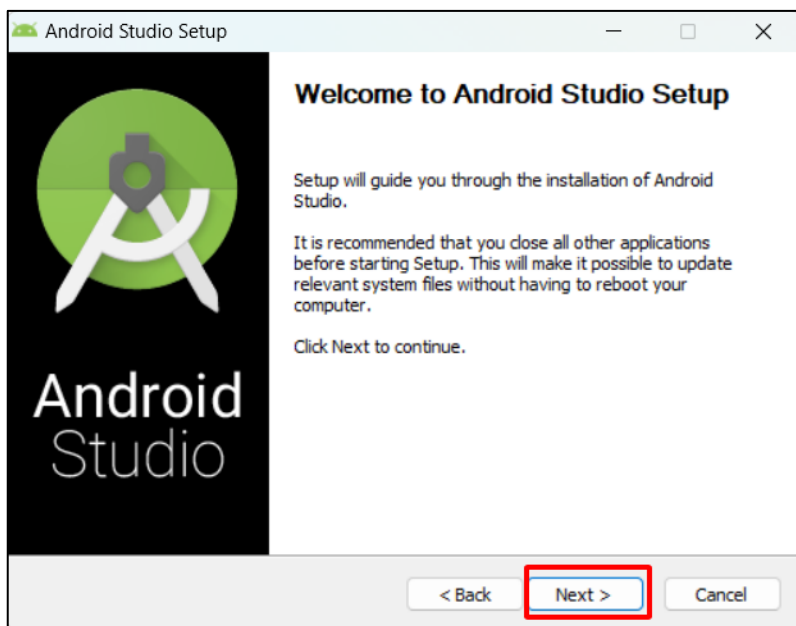 Android Studio Setup
Welcome to Android Studio Setup
Setup will guide you through the installation of Android
Studio.
It is recommended that you close all other applications
before starting Setup. This will make it possible to update
relevant system files without having to reboot your
computer.
Click Next to continue.
Android
Studio
< Back
Next >
Cancel